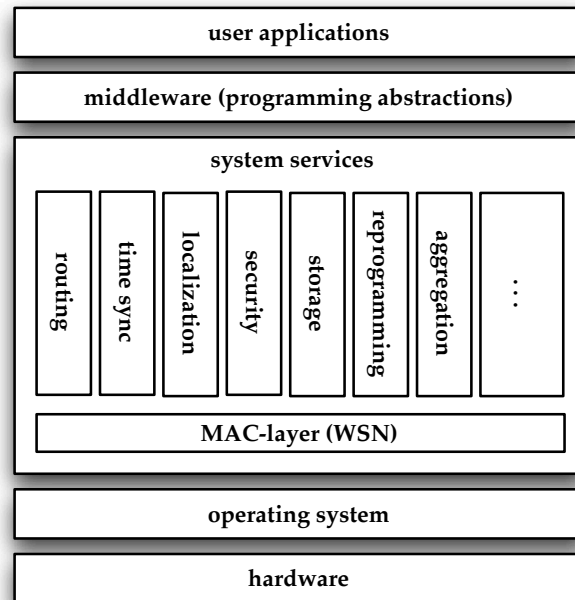 user applications
middleware (programming abstractions)
system services
routing
time sync
localization
security
storage
reprogramming
aggregation
...
MAC-layer (WSN)
operating system
hardware